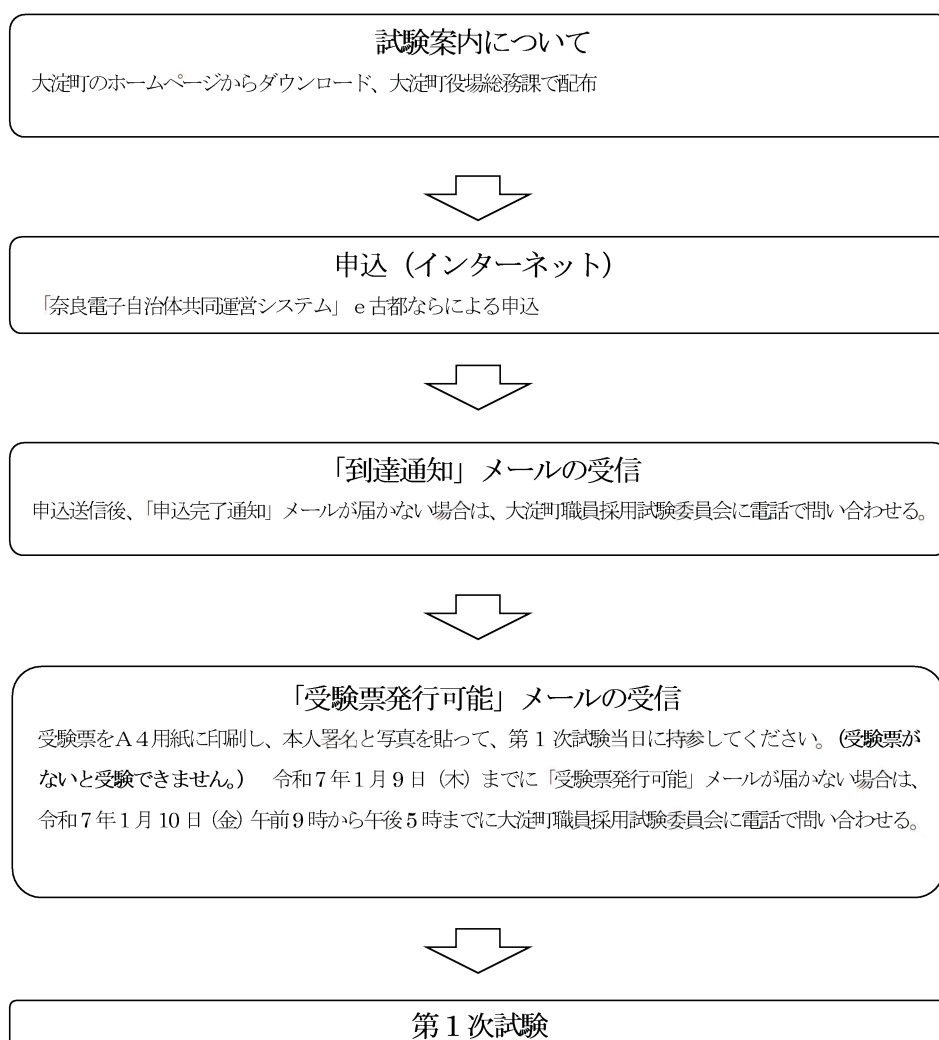 試験案内について
大淀町のホームページからダウンロード、大淀町役場総務課で配布
申込（インターネット）
「奈良電子自治体共同運営システム」ｅ古都ならによる申込
「到達通知」メールの受信
申込送信後、「申込完了通知」メールが届かない場合は、大淀町職員採用試験委員会に電話で問い合わせる。
「受験票発行可能」メールの受信
受験票をＡ４用紙に印刷し、本人署名と写真を貼って、第１次試験当日に持参してください。（受験票が
ないと受験できません。）　令和７年１月９日（木）までに「受験票発行可能」メールが届かない場合は、
令和７年１月10日（金）午前９時から午後５時までに大淀町職員採用試験委員会に電話で問い合わせる。
第１次試験